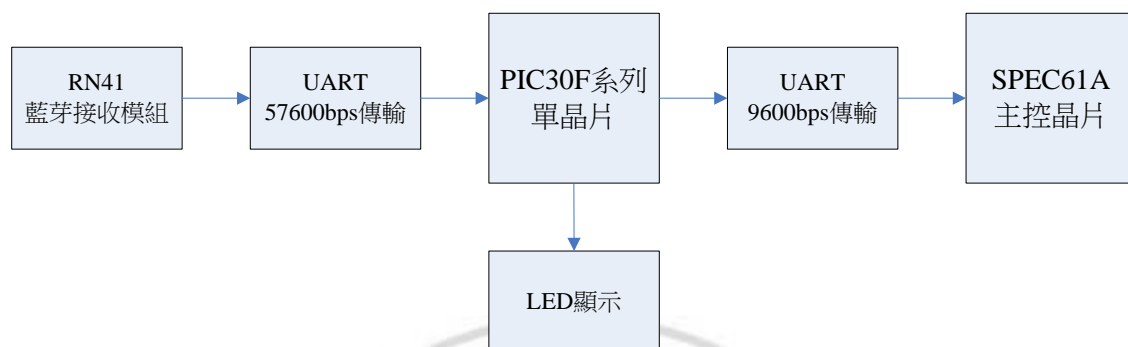 RN41
藍芽接收模組
UART
57600bps傳輸
PIC30F系列
單晶片
UART
9600bps傳輸
SPEC61A
主控晶片
LED顯示